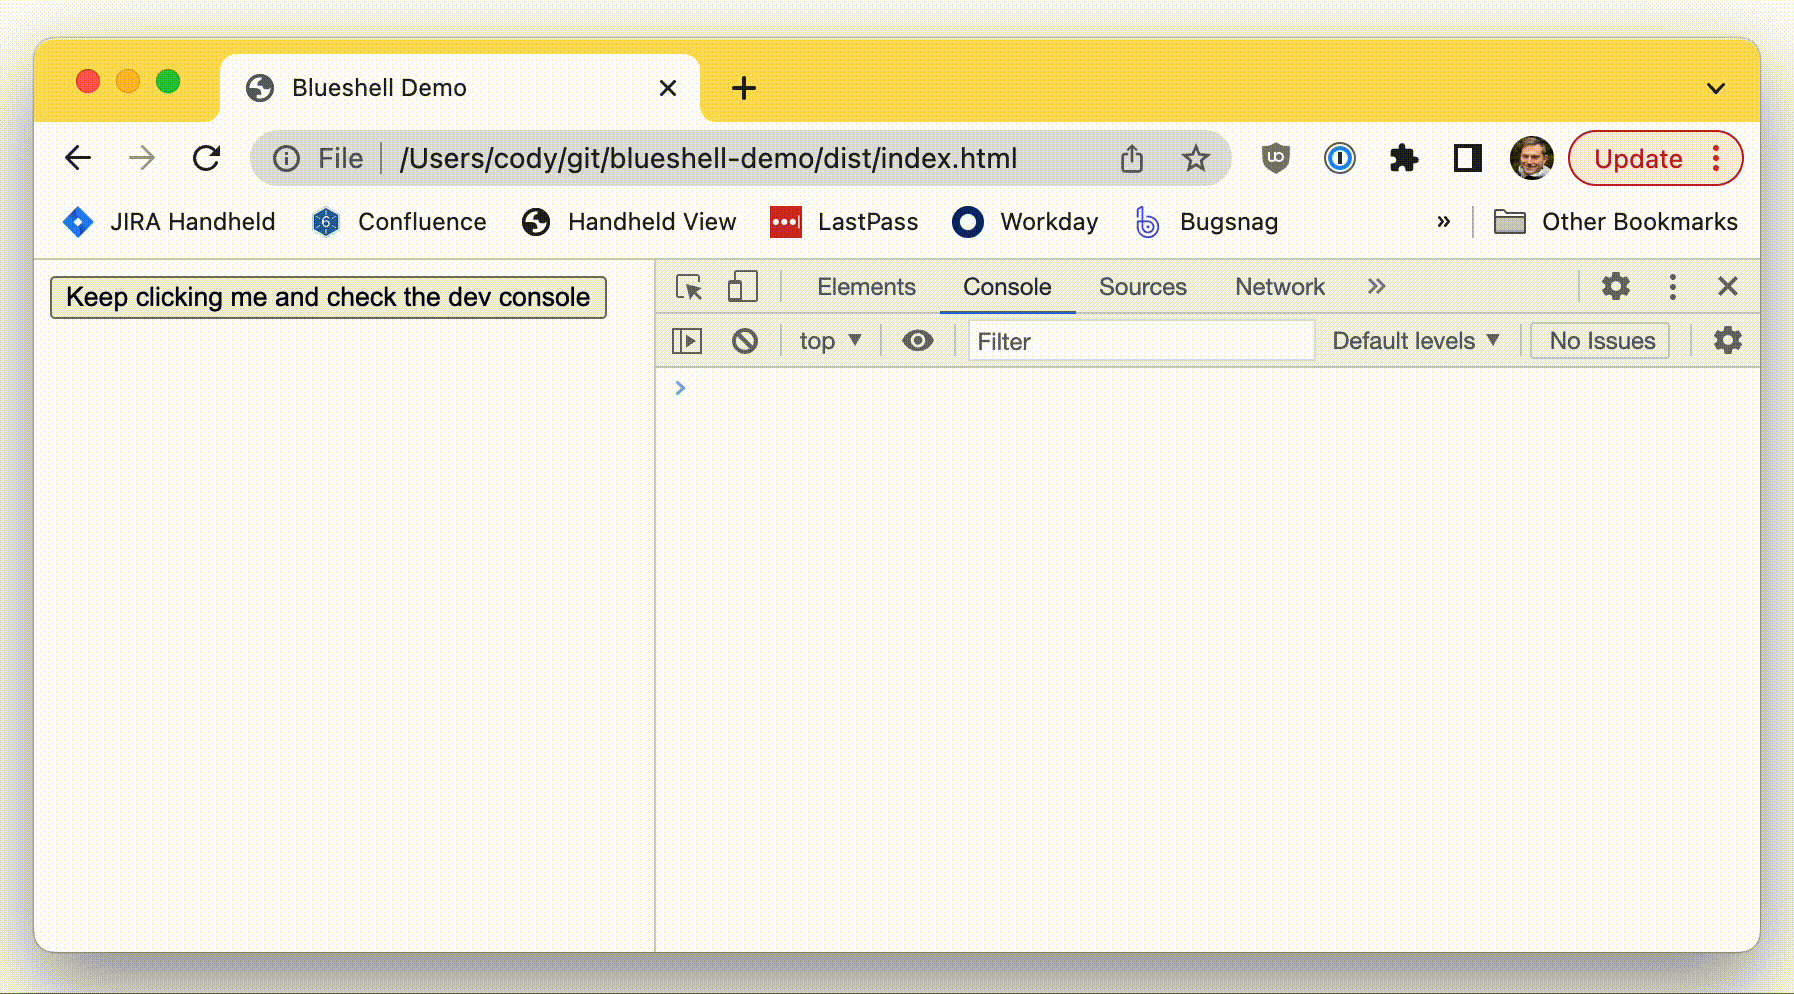 Blueshell Demo
File /Users/cody/git/blueshell-demo/dist/index.html Update
JIRA Handheld 6 Confluence Handheld View LastPass Workday Bugsnag » Other Bookmarks
Keep clicking me and check the dev console
Elements Console Sources Network »
top Filter Default levels No Issues